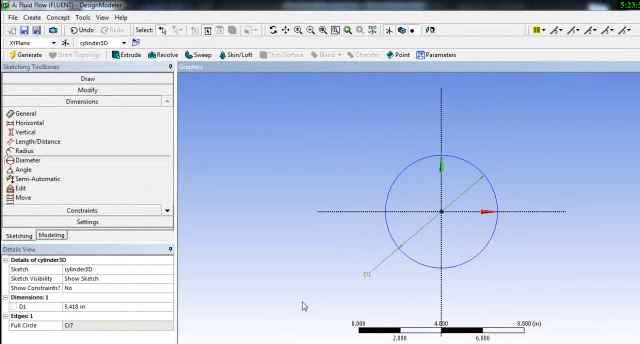 A: Fluid Flow (FLUENT) - DesignModeler
5:23:
File Create Concept Tools View Help
Undo Redo Select:
XYPlane cylinder3D
Generate Share Topology Extrude Revolve Sweep Skin/Loft Thin/Surface Blend Chamfer Point Parameters
Sketching Toolboxes
Graphics
Draw
Modify
Dimensions
General
Horizontal
Vertical
Length/Distance
Radius
Diameter
Angle
Semi-Automatic
Edit
Move
Constraints
Settings
Sketching Modeling
Details View
Details of cylinder3D
Sketch cylinder3D
Sketch Visibility Show Sketch
Show Constraints? No
Dimensions: 1
D1 5.418 in
Edges: 1
Full Circle Cr7
D1
0.000 4.000 8.000 (in)
2.000 6.000